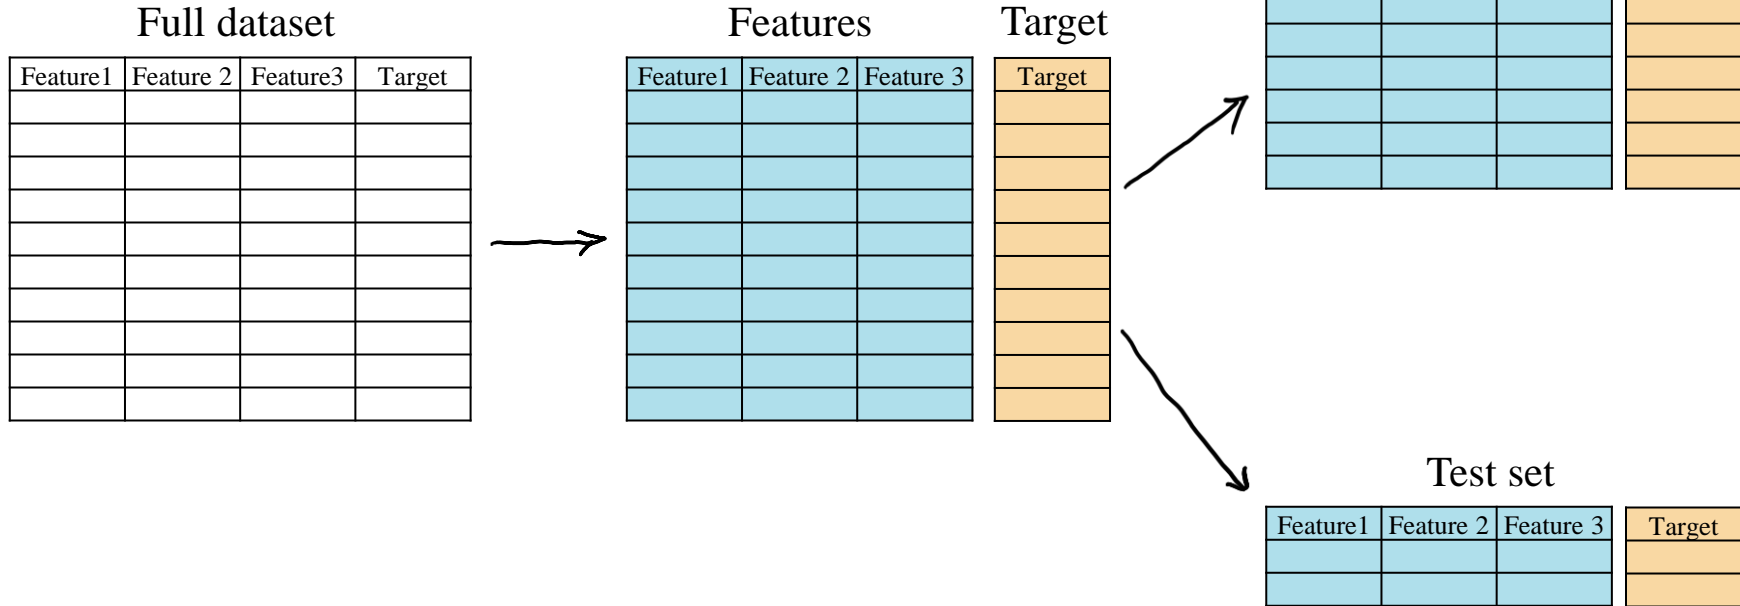 Full dataset
Feature1 Feature 2 Feature3 Target
Features
Feature1 Feature 2 Feature 3
Target
Target
Test set
Feature1 Feature 2 Feature 3 Target